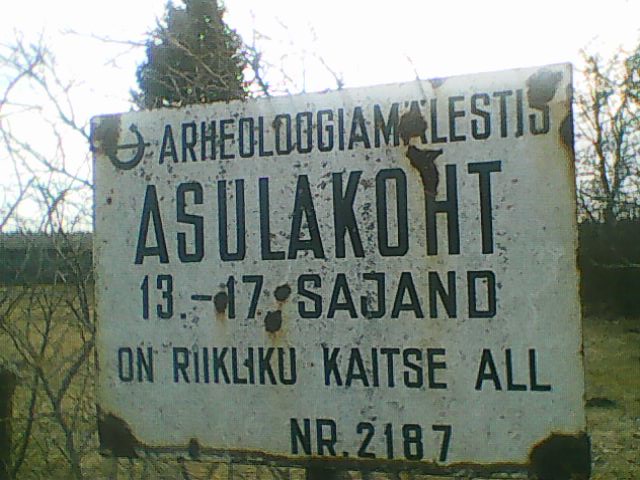 ARHEOLOOGIAMÄLESTIS
ASULAKOHT
13.-17. SAJAND
ON RIIKLIKU KAITSE ALL
NR.2187